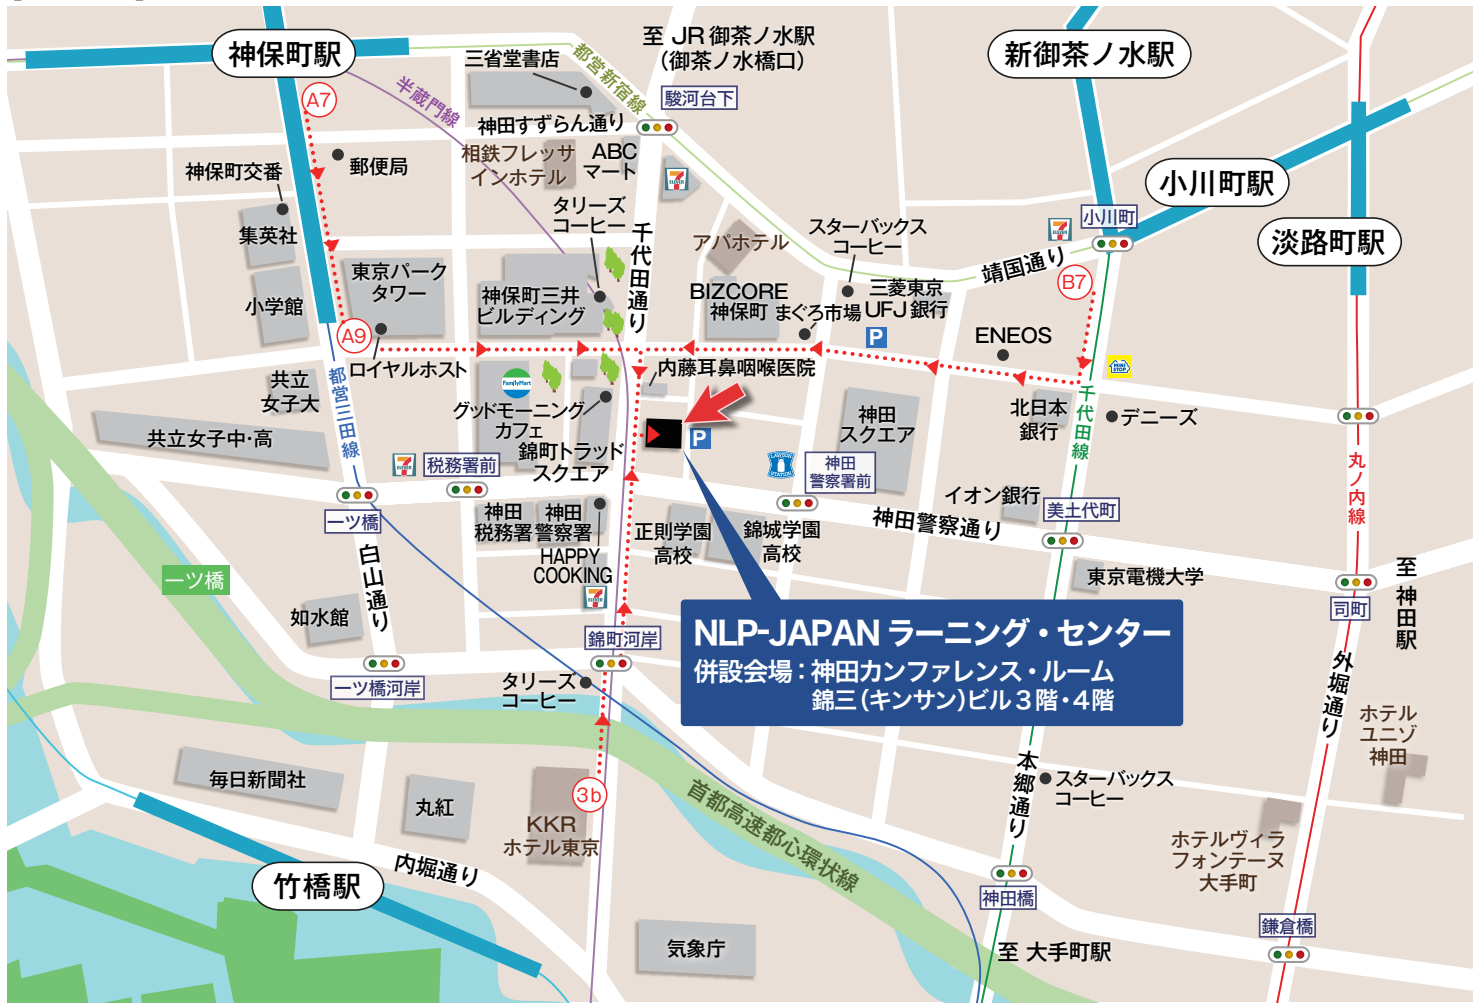 神保町駅
至 JR 御茶ノ水駅
(御茶ノ水橋口)
新御茶ノ水駅
三省堂書店
都営新宿線
半蔵門線
駿河台下
A7
神田すずらん通り
郵便局
神保町交番
相鉄フレッサ
インホテル
ABC
マート
小川町駅
タリーズ
コーヒー
千代田通り
アパホテル
スターバックス
コーヒー
小川町
靖国通り
淡路町駅
集英社
小学館
東京パーク
タワー
神保町三井
ビルディング
BIZCORE
神保町
まぐろ市場
三菱東京
UFJ 銀行
P
B7
A9
ロイヤルホスト
ENEOS
MINI
STOP
内藤耳鼻咽喉医院
共立
女子大
都営三田線
FamilyMart
グッドモーニング
カフェ
錦町トラッド
スクエア
神田
スクエア
北日本
銀行
千代田線
デニーズ
共立女子中・高
P
7
ELEVEN
税務署前
LAWSON
STATION
神田
警察署前
イオン銀行
美土代町
丸ノ内線
一ツ橋
神田
税務署
神田
警察署
HAPPY
COOKING
正則学園
高校
錦城学園
高校
神田警察通り
白山通り
一ツ橋
東京電機大学
至 神田駅
司町
如水館
錦町河岸
NLP-JAPAN ラーニング・センター
併設会場：神田カンファレンス・ルーム
錦三(キンサン)ビル３階・４階
一ツ橋河岸
タリーズ
コーヒー
外堀通り
ホテル
ユニゾ
神田
毎日新聞社
丸紅
3b
KKR
ホテル東京
首都高速都心環状線
本郷通り
スターバックス
コーヒー
ホテルヴィラ
フォンテーヌ
大手町
内堀通り
竹橋駅
神田橋
鎌倉橋
気象庁
至 大手町駅